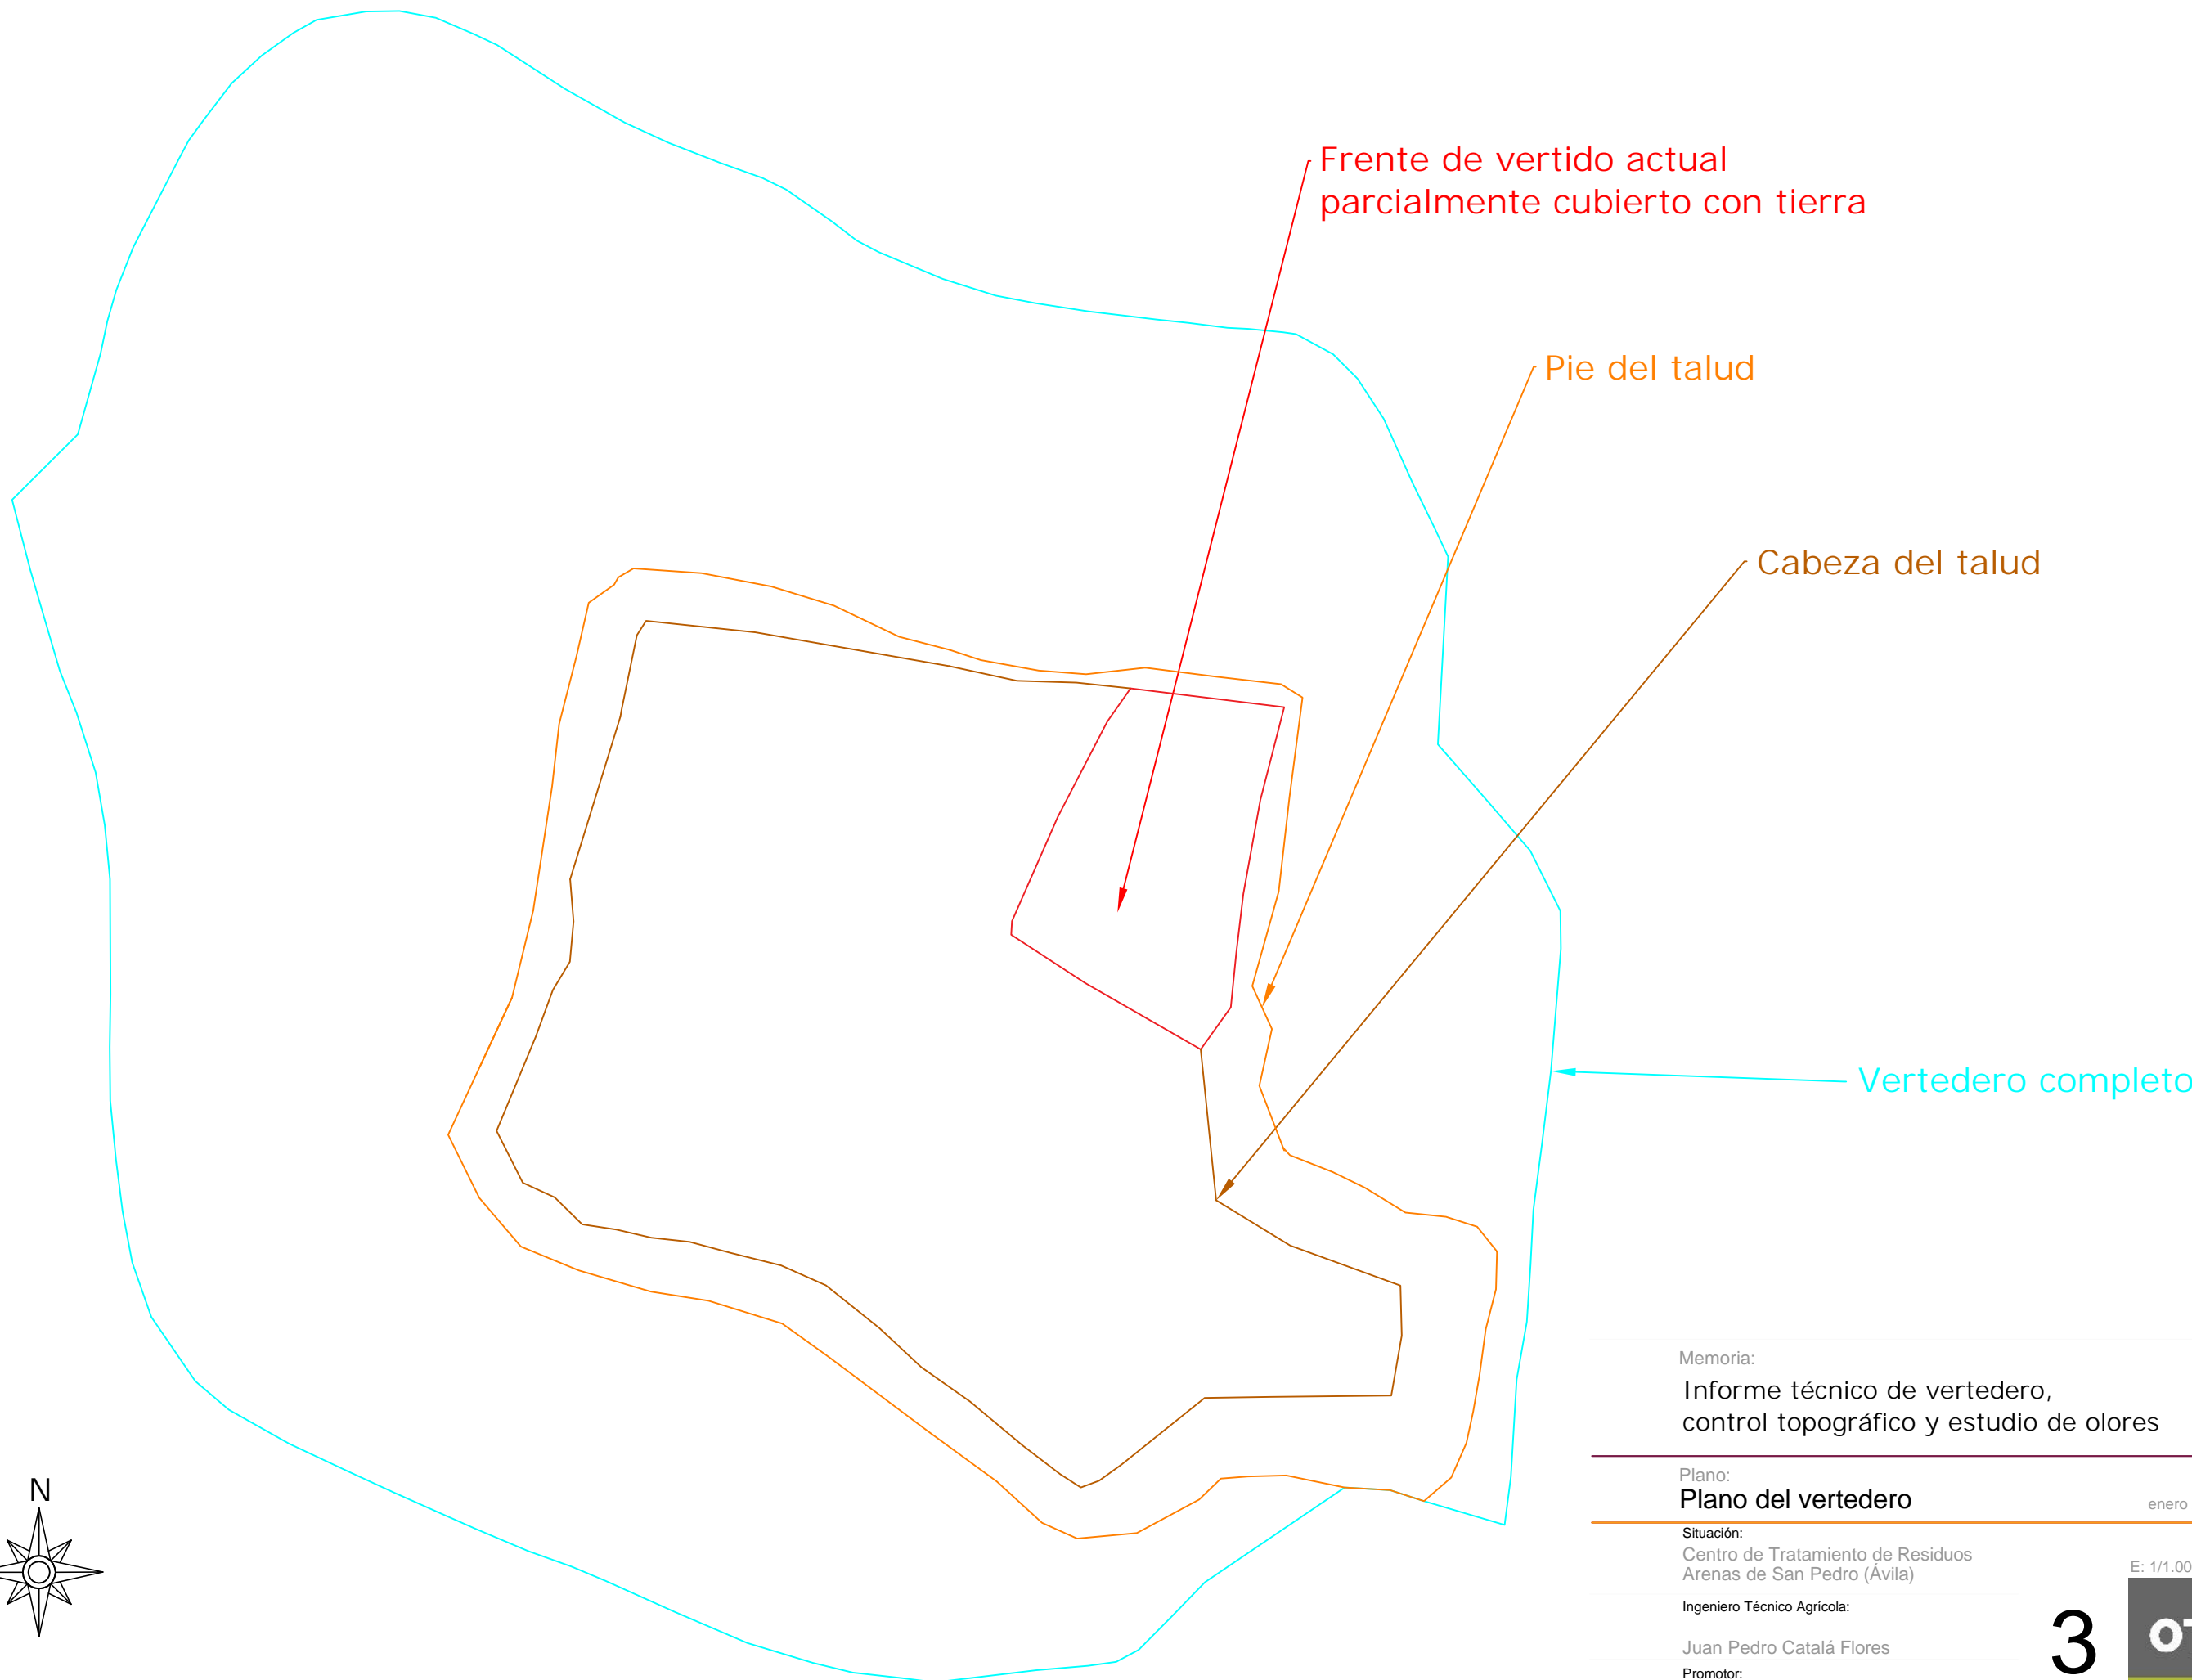 Frente de vertido actual
parcialmente cubierto con tierra
Pie del talud
Cabeza del talud
Vertedero completo
N
Memoria:
Informe técnico de vertedero,
control topográfico y estudio de olores
Plano:
Plano del vertedero
enero
Situación:
Centro de Tratamiento de Residuos
Arenas de San Pedro (Ávila)
E: 1/1.00
Ingeniero Técnico Agrícola:
3
Juan Pedro Catalá Flores
Promotor: